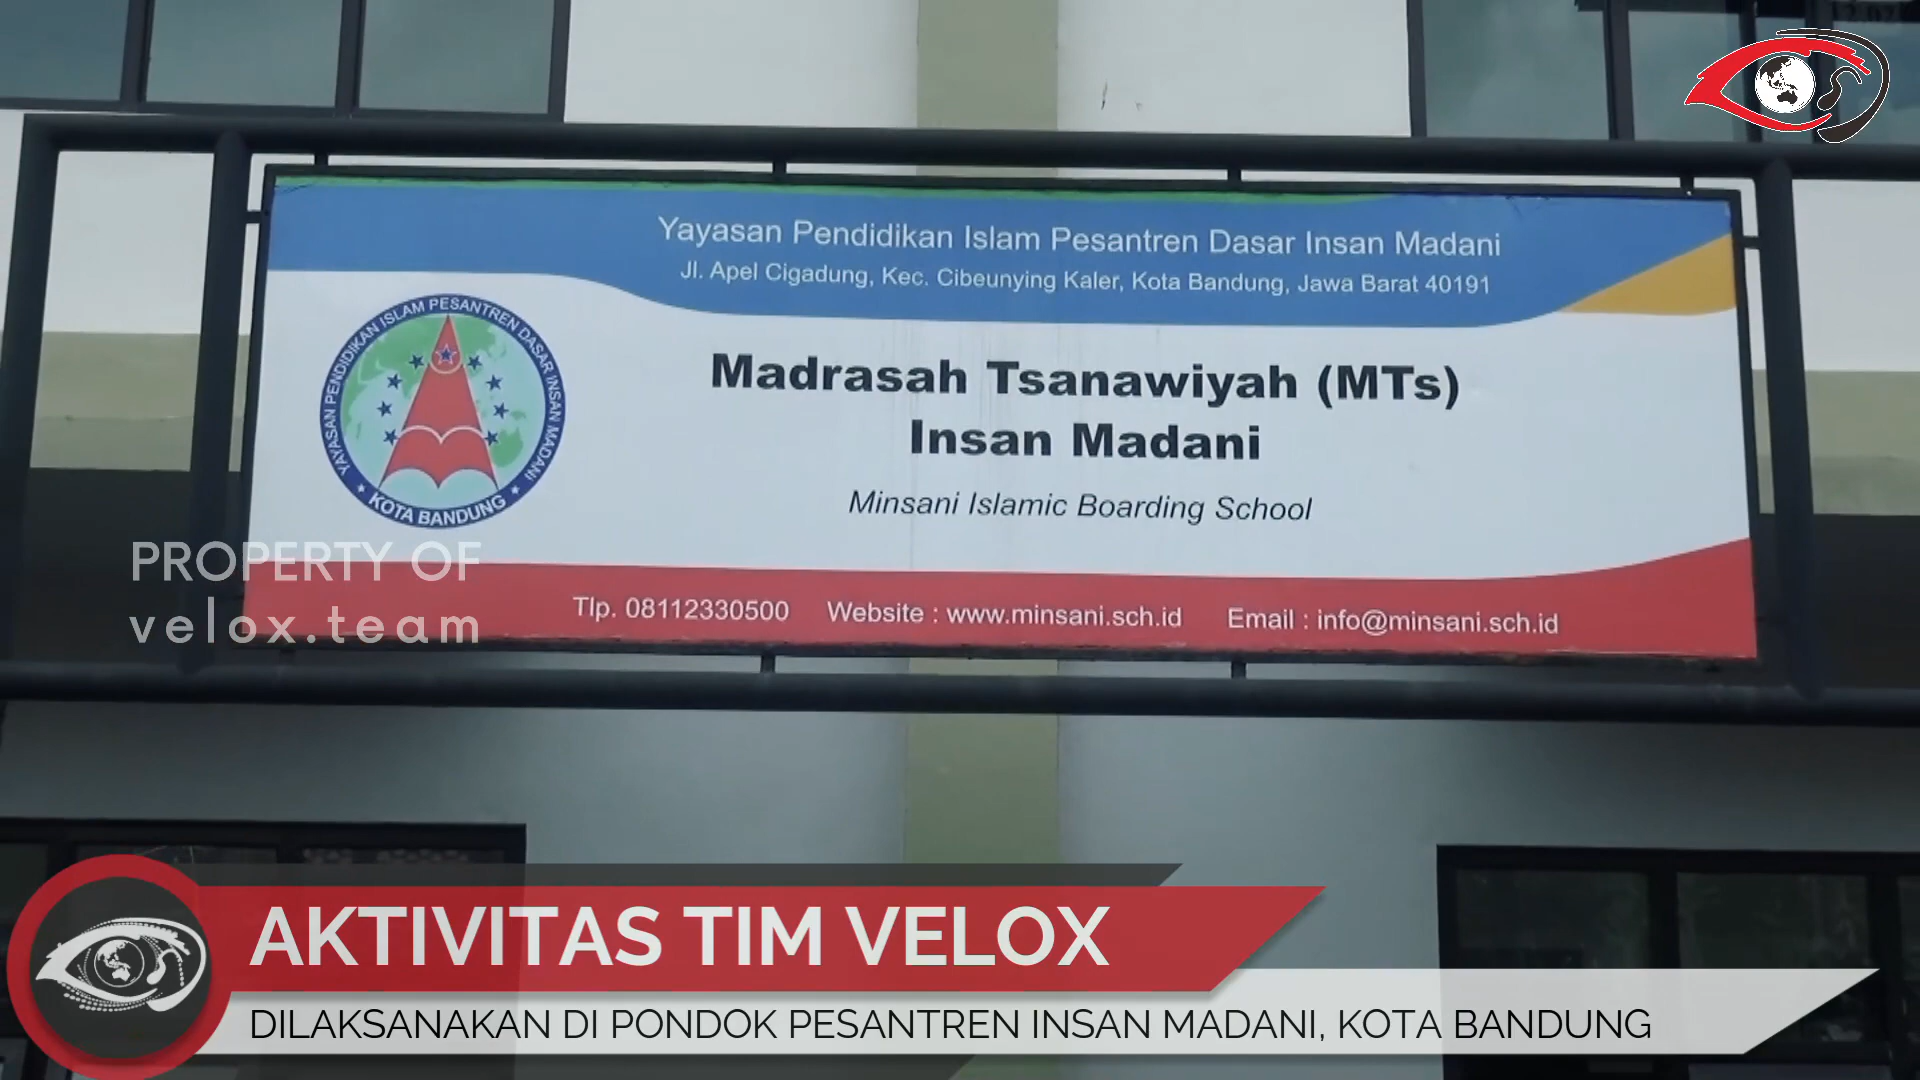 Yayasan Pendidikan Islam Pesantren Dasar Insan Madani
Jl. Apel Cigadung, Kec. Cibeunying Kaler, Kota Bandung, Jawa Barat 40191
YAYASAN PENDIDIKAN ISLAM PESANTREN DASAR INSAN MADANI
KOTA BANDUNG
Madrasah Tsanawiyah (MTs)
Insan Madani
Minsani Islamic Boarding School
PROPERTY OF
velox.team
Tlp. 08112330500 Website : www.minsani.sch.id Email : info@minsani.sch.id
AKTIVITAS TIM VELOX
DILAKSANAKAN DI PONDOK PESANTREN INSAN MADANI, KOTA BANDUNG